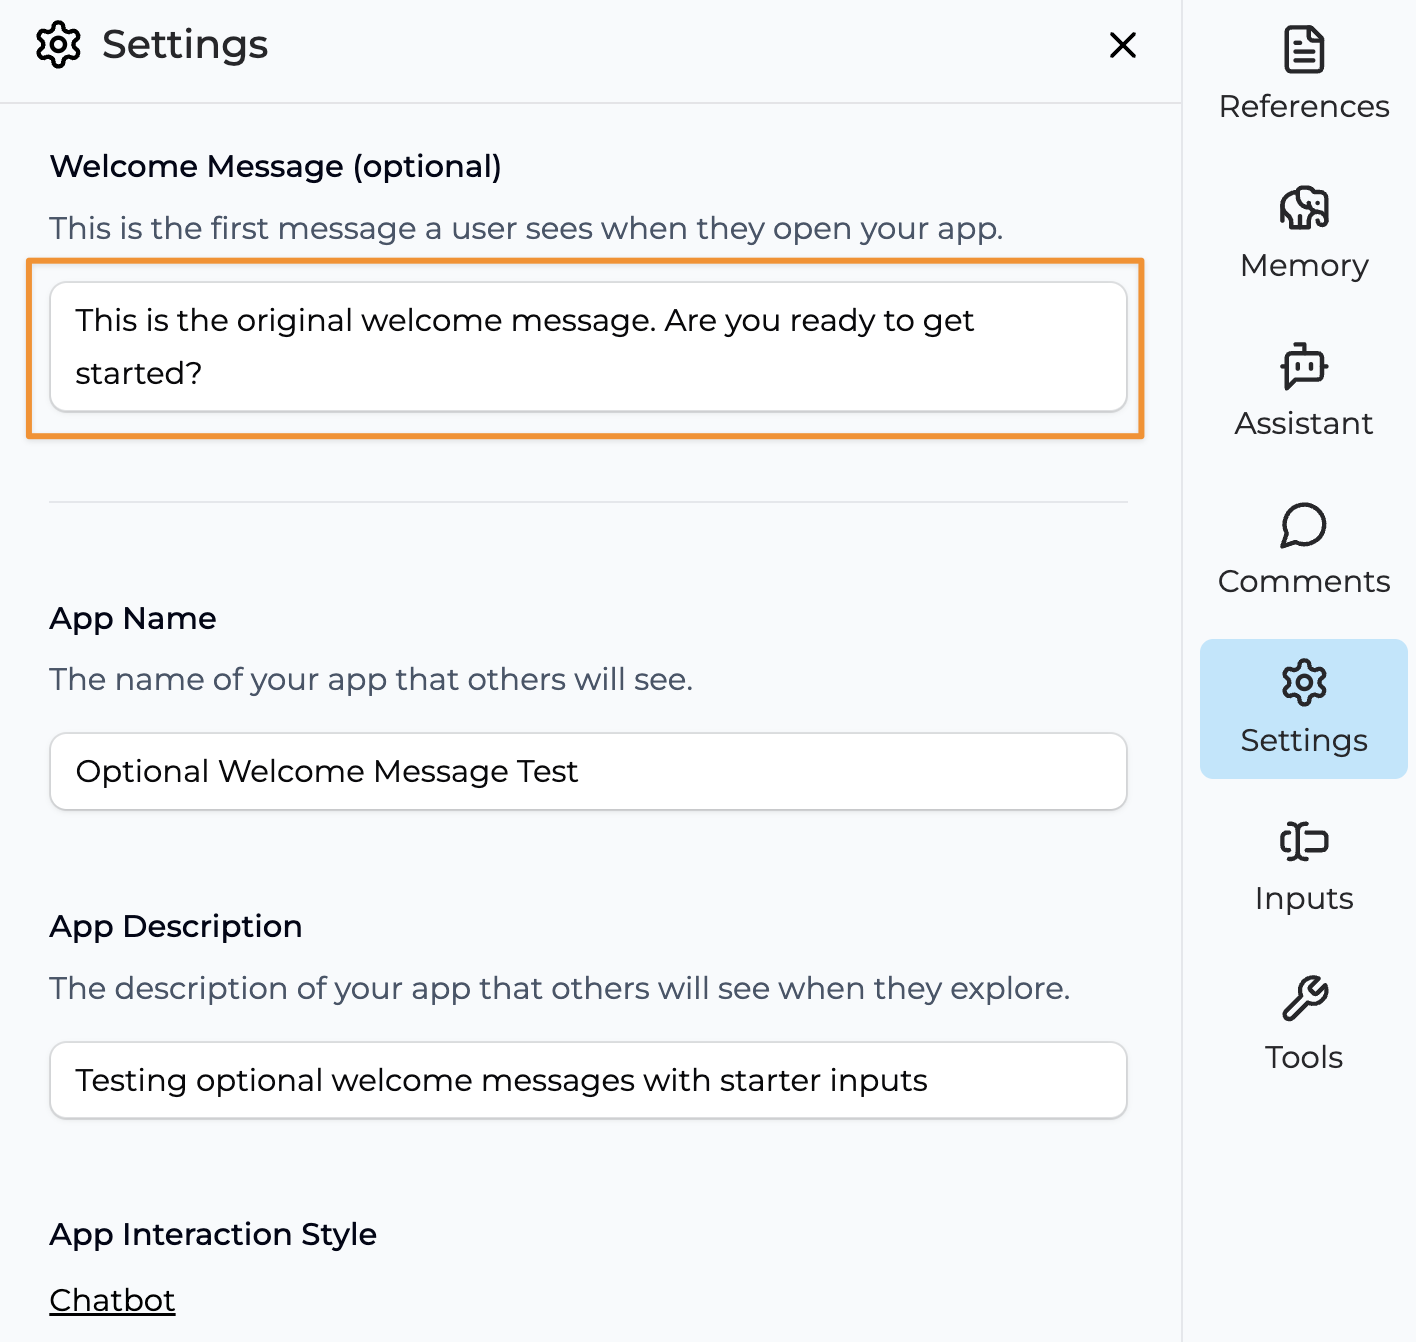 Settings
Welcome Message (optional)
This is the first message a user sees when they open your app.
This is the original welcome message. Are you ready to get
started?
App Name
The name of your app that others will see.
Optional Welcome Message Test
App Description
The description of your app that others will see when they explore.
Testing optional welcome messages with starter inputs
App Interaction Style
Chatbot
References
Memory
Assistant
Comments
Settings
Inputs
Tools